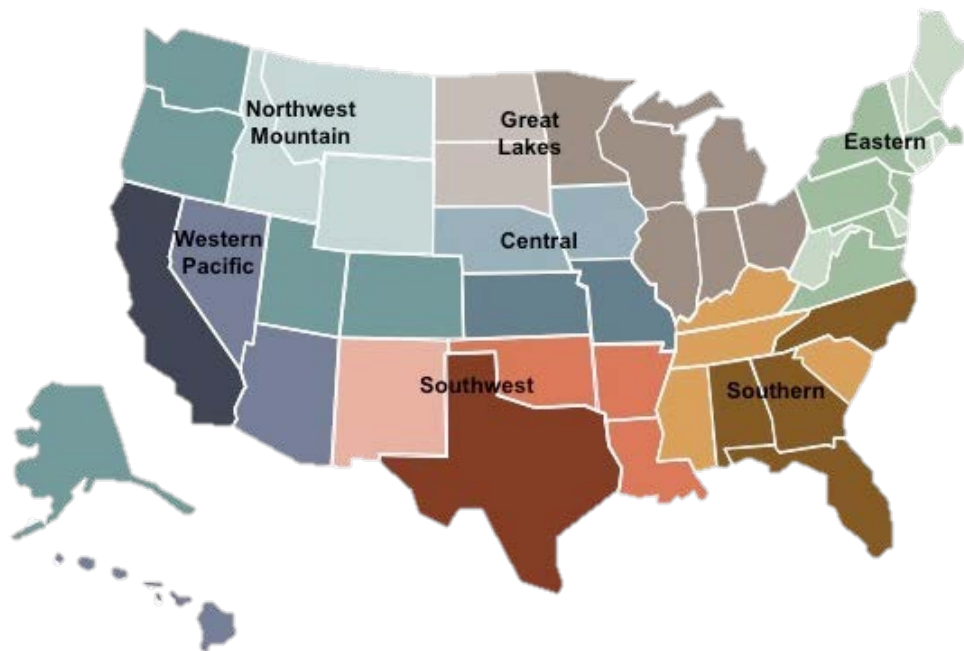 Northwest
Mountain
Great
Lakes
Eastern
Western
Pacific
Central
Southwest
Southern